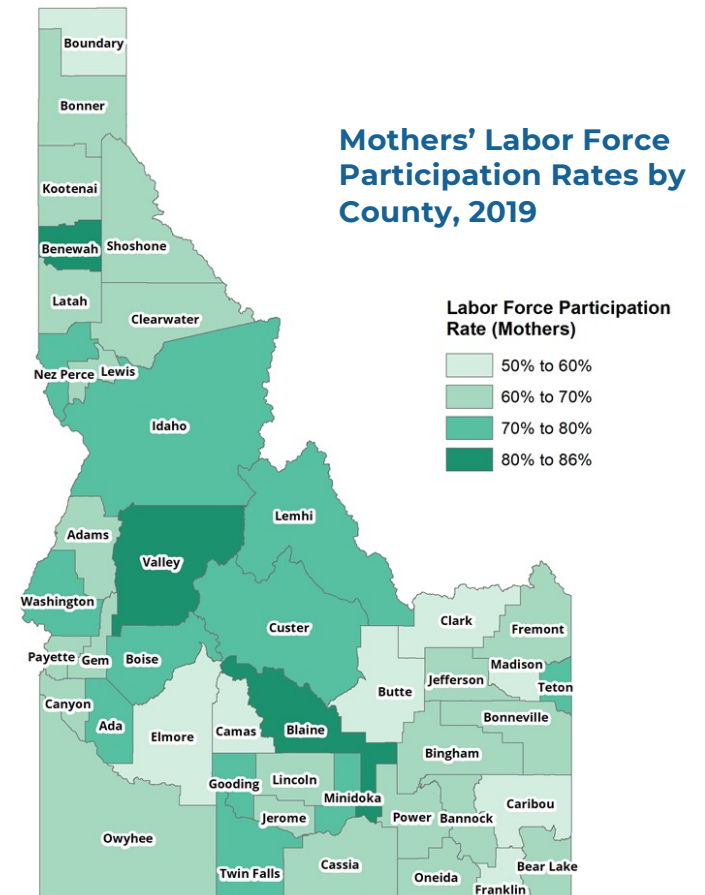 Boundary
Bonner
Mothers’ Labor Force
Participation Rates by
County, 2019
Kootenai
Benewah
Shoshone
Latah
Clearwater
Labor Force Participation
Rate (Mothers)
50% to 60%
60% to 70%
70% to 80%
80% to 86%
Nez Perce
Lewis
Idaho
Lemhi
Adams
Valley
Washington
Custer
Clark
Fremont
Payette
Gem
Boise
Madison
Jefferson
Teton
Butte
Canyon
Ada
Elmore
Camas
Blaine
Bonneville
Bingham
Gooding
Lincoln
Minidoka
Caribou
Jerome
Power
Bannock
Owyhee
Cassia
Twin Falls
Oneida
Bear Lake
Franklin